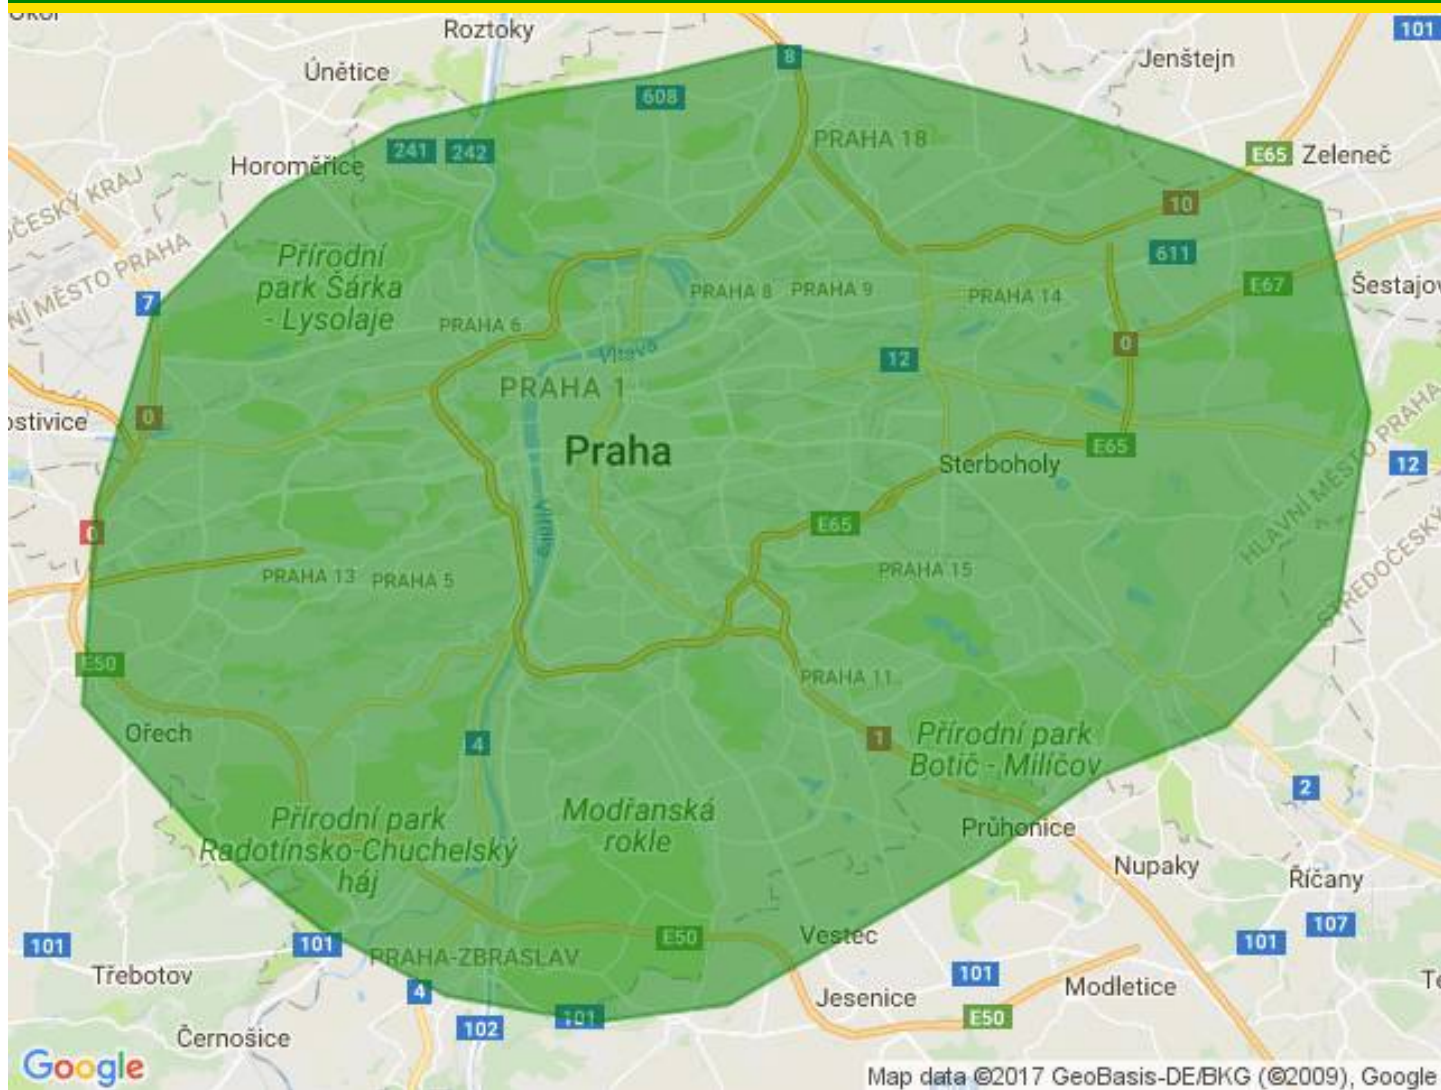 Roztoky
8
101
Jenštejn
Únětice
608
PRAHA 18
241
242
E65
Zeleneč
Horoměřice
10
Přírodní
park Šárka
- Lysolaje
611
E67
Šestajov
NÍ MĚSTO PRAHA
OČESKÝ KRAJ
7
PRAHA 8
PRAHA 9
PRAHA 14
PRAHA 6
0
Vltava
12
PRAHA 1
0
ostivice
Praha
E65
Sterboholy
12
HLAVNÍ MĚSTO PRAHA
STŘEDOČESKÝ
0
Vltava
E65
PRAHA 13
PRAHA 5
PRAHA 15
E50
PRAHA 11
Ořech
4
1
Přírodní park
Botič - Milíčov
2
Přírodní park
Radotínsko-Chuchelský
háj
Modřanská
rokle
Průhonice
Nupaky
Říčany
101
101
PRAHA-ZBRASLAV
E50
Vestec
101
107
Třebotov
4
101
Jesenice
Modletice
101
102
E50
Černošice
Google
Map data ©2017 GeoBasis-DE/BKG (©2009), Google